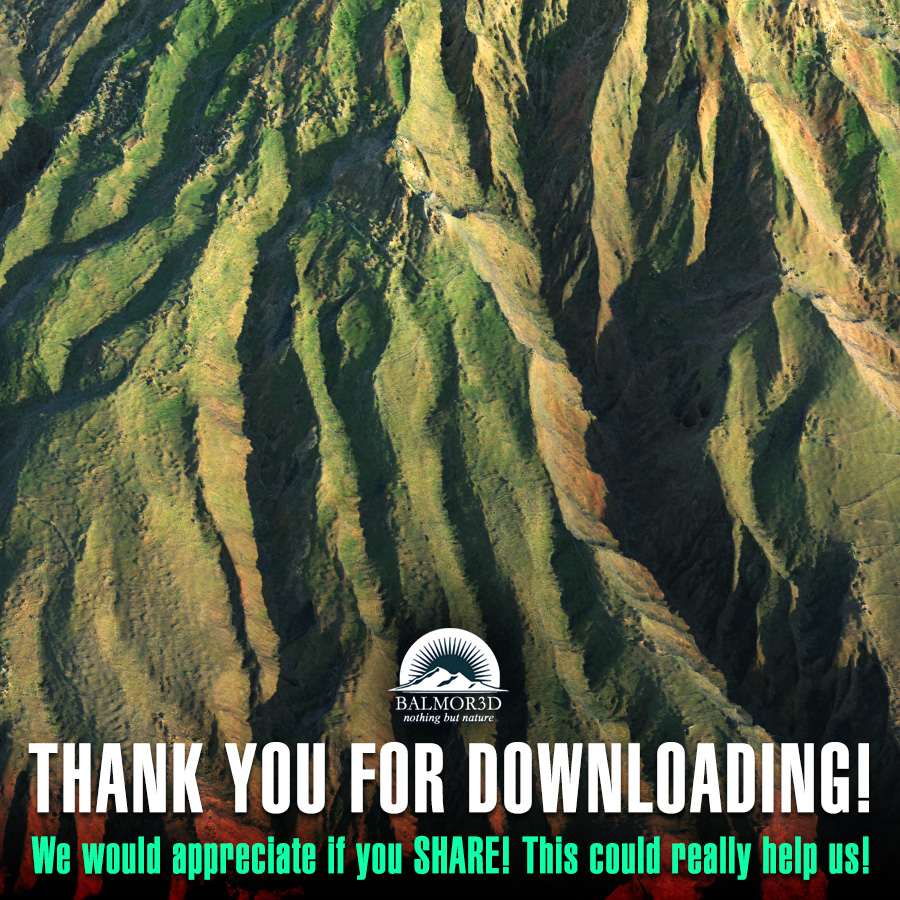 BALMOR3D
nothing but nature
THANK YOU FOR DOWNLOADING!
We would appreciate if you SHARE! This could really help us!